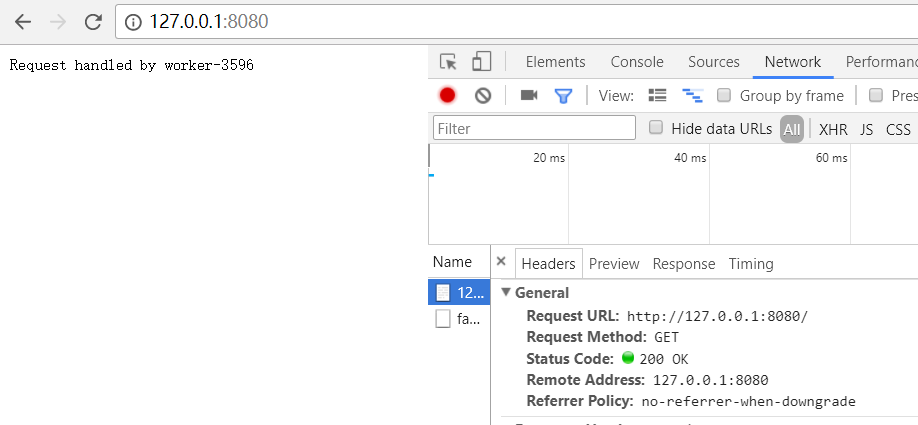 127.0.0.1:8080
Request handled by worker-3596
Elements Console Sources Network Performanc
View: Group by frame Pres
Filter Hide data URLs All XHR JS CSS
20 ms 40 ms 60 ms
Name Headers Preview Response Timing
12...
fa...
General
Request URL: http://127.0.0.1:8080/
Request Method: GET
Status Code: 200 OK
Remote Address: 127.0.0.1:8080
Referrer Policy: no-referrer-when-downgrade